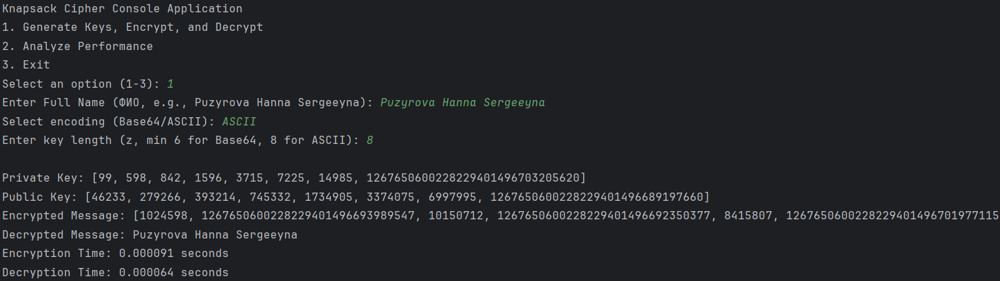 Knapsack Cipher Console Application
1. Generate Keys, Encrypt, and Decrypt
2. Analyze Performance
3. Exit
Select an option (1-3): 1
Enter Full Name (ФИО, e.g., Puzyrova Hanna Sergeeyna): Puzyrova Hanna Sergeeyna
Select encoding (Base64/ASCII): ASCII
Enter key length (z, min 6 for Base64, 8 for ASCII): 8
Private Key: [99, 598, 842, 1596, 3715, 7225, 14985, 1267650600228229401496703205620]
Public Key: [46233, 279266, 393214, 745332, 1734905, 3374075, 6997995, 1267650600228229401496689197660]
Encrypted Message: [1024598, 1267650600228229401496693989547, 10150712, 1267650600228229401496692350377, 8415807, 1267650600228229401496701977115
Decrypted Message: Puzyrova Hanna Sergeeyna
Encryption Time: 0.000091 seconds
Decryption Time: 0.000064 seconds